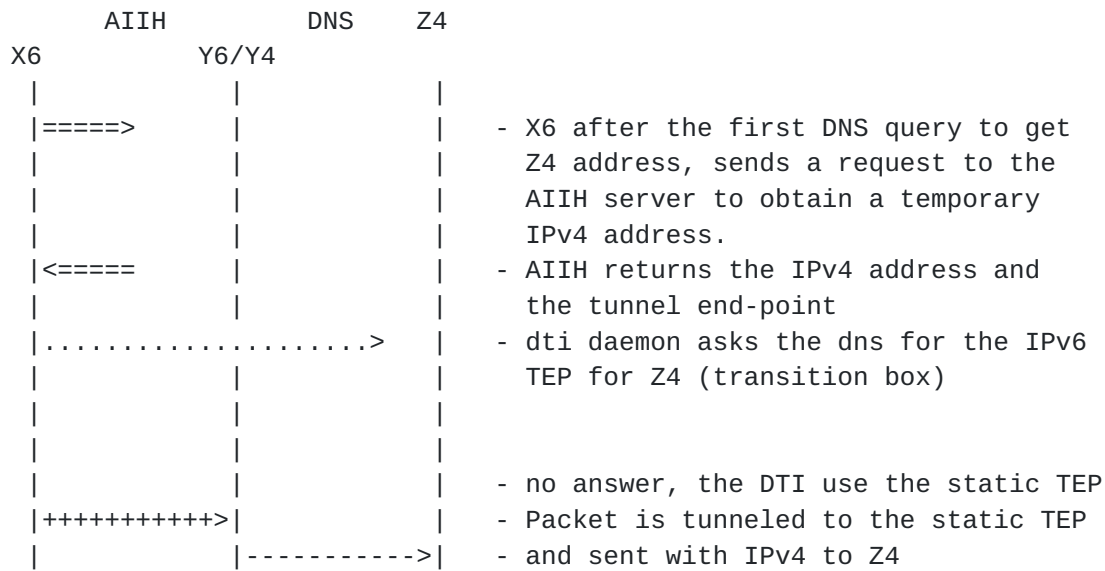 AIIH         DNS    Z4
X6          Y6/Y4
 |             |            |
 |=====>       |            |   - X6 after the first DNS query to get
 |             |            |     Z4 address, sends a request to the
 |             |            |     AIIH server to obtain a temporary
 |             |            |     IPv4 address.
 |<=====       |            |   - AIIH returns the IPv4 address and
 |             |            |     the tunnel end-point
 |.....................>   |   - dti daemon asks the dns for the IPv6
 |             |            |     TEP for Z4 (transition box)
 |             |            |
 |             |            |
 |             |            |   - no answer, the DTI use the static TEP
 |+++++++++++>|            |   - Packet is tunneled to the static TEP
 |             |----------->|   - and sent with IPv4 to Z4